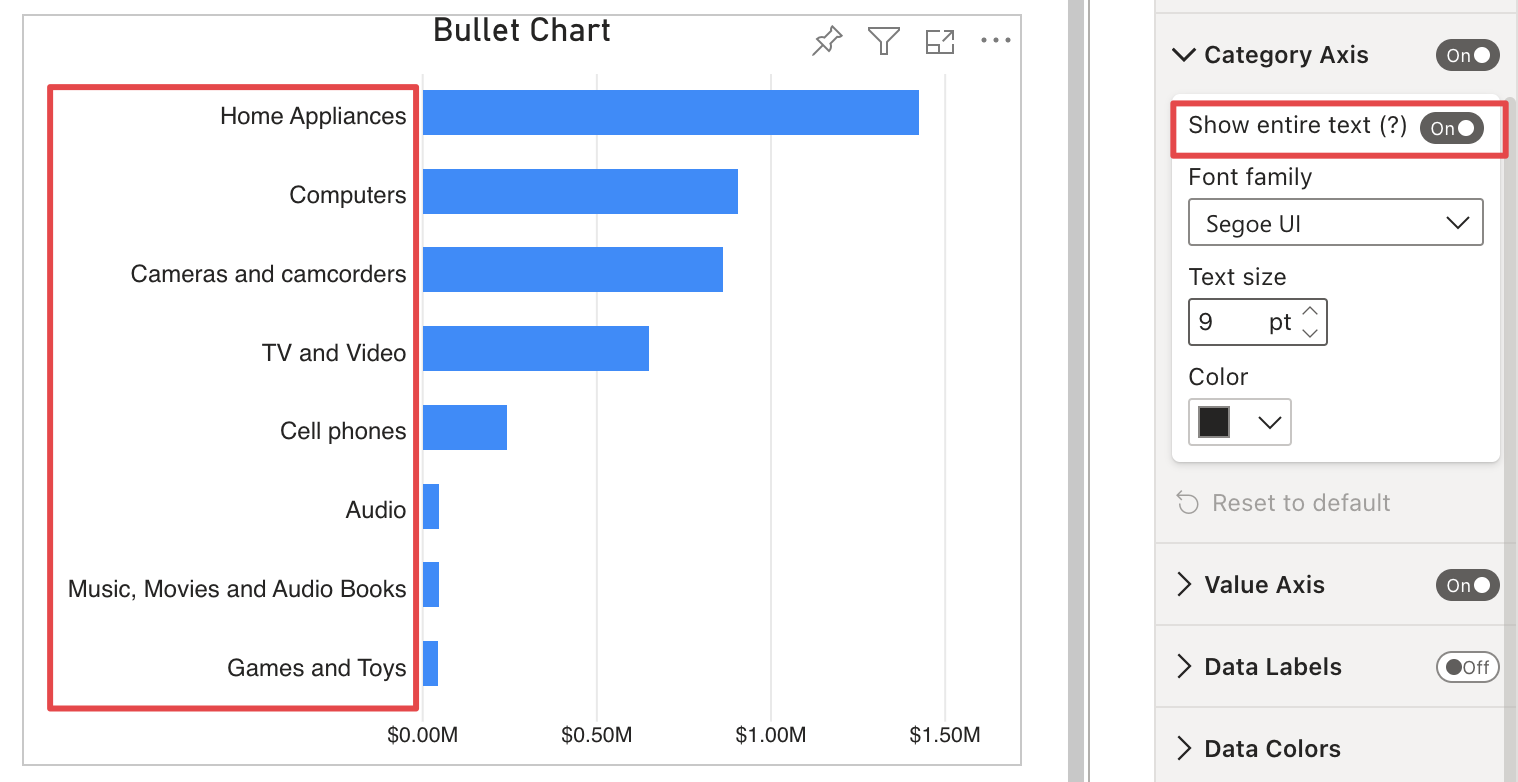 Bullet Chart
Home Appliances
Computers
Cameras and camcorders
TV and Video
Cell phones
Audio
Music, Movies and Audio Books
Games and Toys
$0.00M $0.50M $1.00M $1.50M
Category Axis On
Show entire text (?) On
Font family
Segoe UI
Text size
9 pt
Color
Reset to default
Value Axis On
Data Labels Off
Data Colors